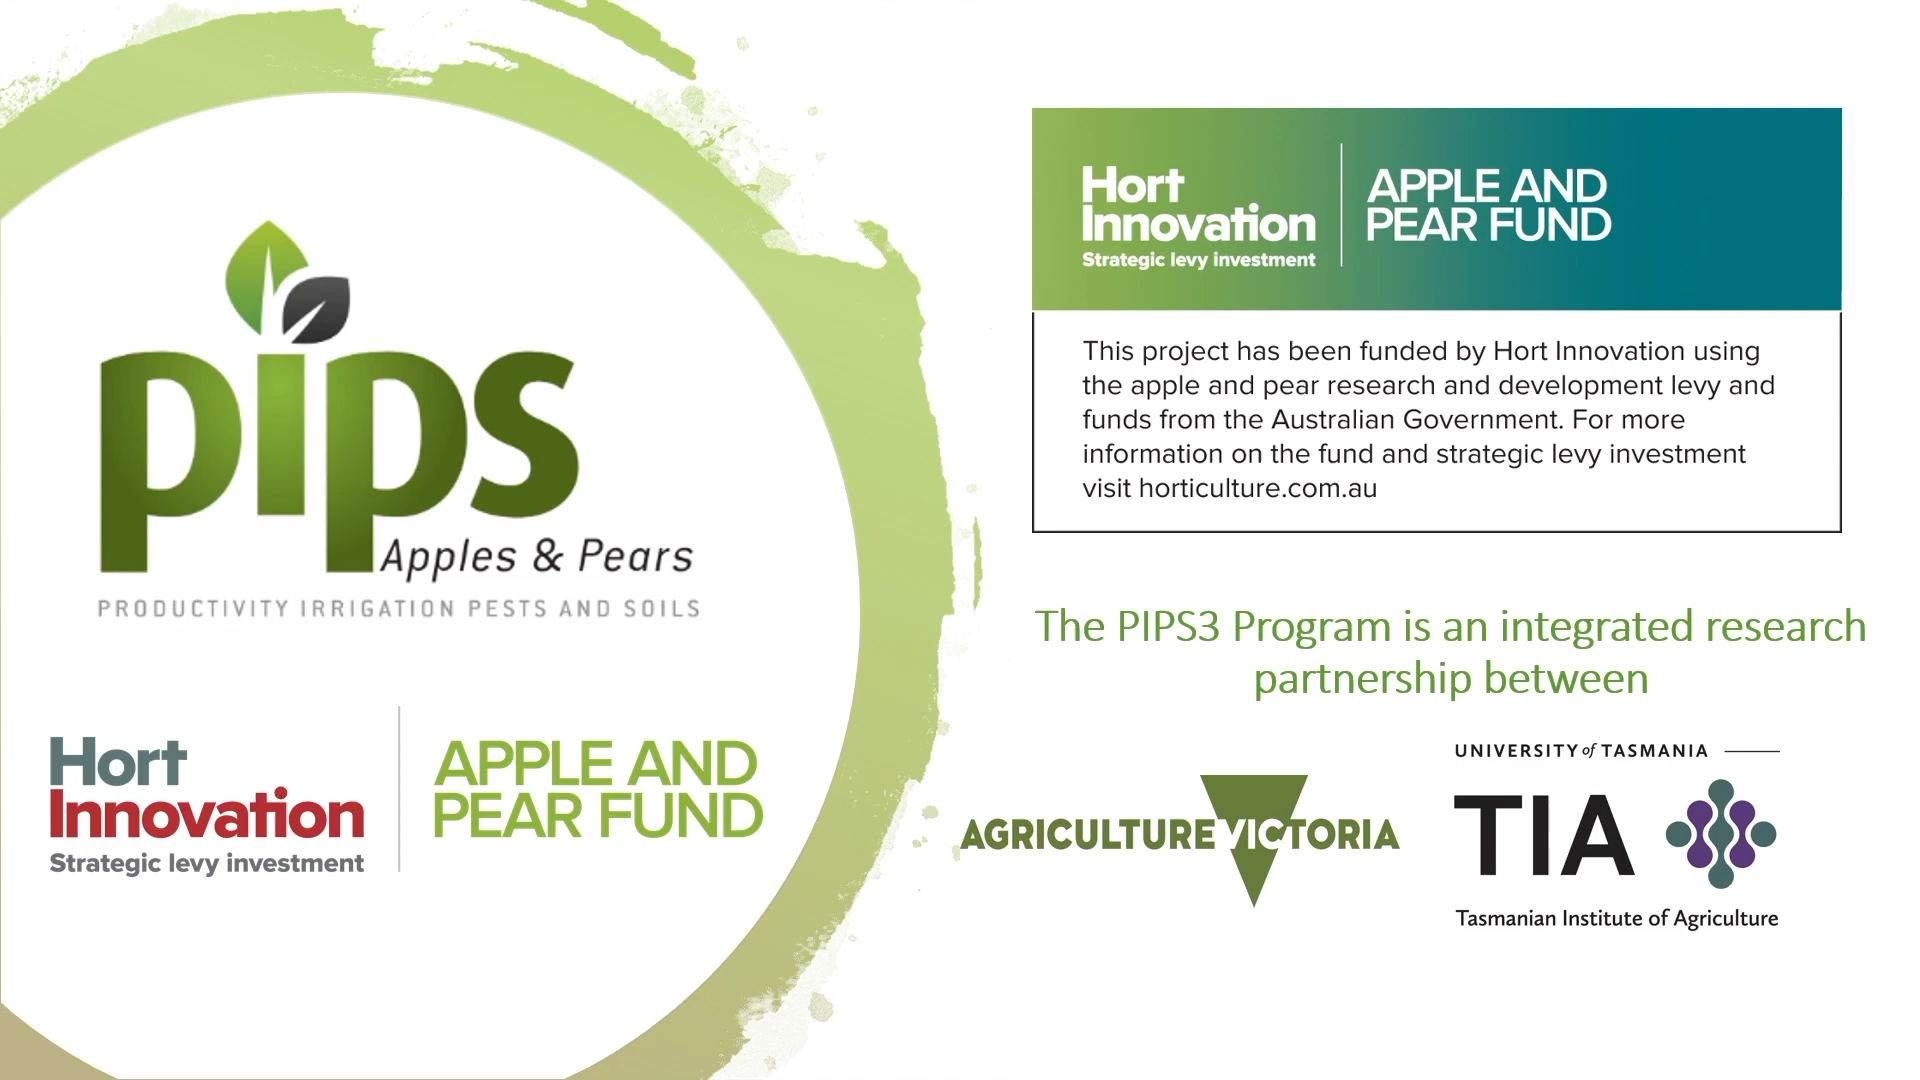 pips
Apples & Pears
PRODUCTIVITY IRRIGATION PESTS AND SOILS
Hort
Innovation
Strategic levy investment
APPLE AND
PEAR FUND
Hort
Innovation
Strategic levy investment
APPLE AND
PEAR FUND
This project has been funded by Hort Innovation using
the apple and pear research and development levy and
funds from the Australian Government. For more
information on the fund and strategic levy investment
visit horticulture.com.au
The PIPS3 Program is an integrated research
partnership between
AGRICULTURE VICTORIA
UNIVERSITY of TASMANIA
TIA
Tasmanian Institute of Agriculture